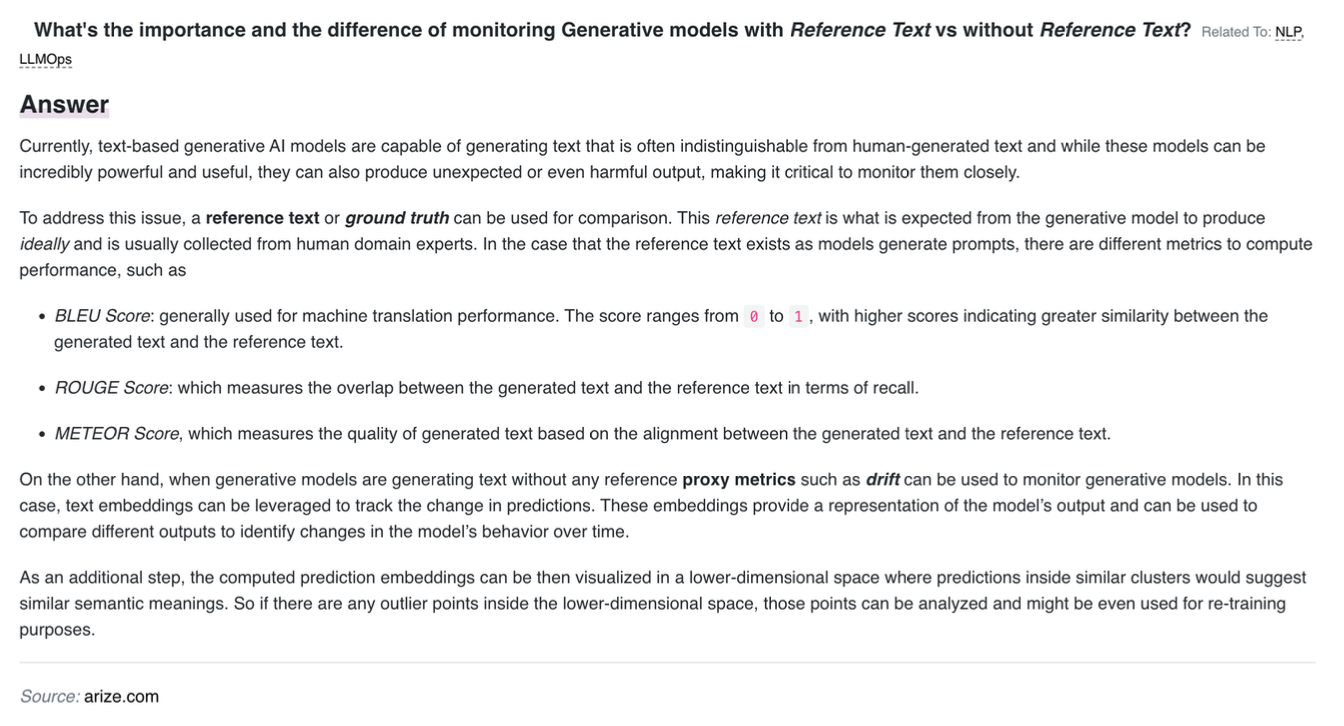 What's the importance and the difference of monitoring Generative models with Reference Text vs without Reference Text? Related To: NLP,
LLMOps
Answer
Currently, text-based generative AI models are capable of generating text that is often indistinguishable from human-generated text and while these models can be
incredibly powerful and useful, they can also produce unexpected or even harmful output, making it critical to monitor them closely.
To address this issue, a reference text or ground truth can be used for comparison. This reference text is what is expected from the generative model to produce
ideally and is usually collected from human domain experts. In the case that the reference text exists as models generate prompts, there are different metrics to compute
performance, such as
• BLEU Score: generally used for machine translation performance. The score ranges from 0 to 1, with higher scores indicating greater similarity between the
generated text and the reference text.
• ROUGE Score: which measures the overlap between the generated text and the reference text in terms of recall.
• METEOR Score, which measures the quality of generated text based on the alignment between the generated text and the reference text.
On the other hand, when generative models are generating text without any reference proxy metrics such as drift can be used to monitor generative models. In this
case, text embeddings can be leveraged to track the change in predictions. These embeddings provide a representation of the model’s output and can be used to
compare different outputs to identify changes in the model’s behavior over time.
As an additional step, the computed prediction embeddings can be then visualized in a lower-dimensional space where predictions inside similar clusters would suggest
similar semantic meanings. So if there are any outlier points inside the lower-dimensional space, those points can be analyzed and might be even used for re-training
purposes.
Source: arize.com